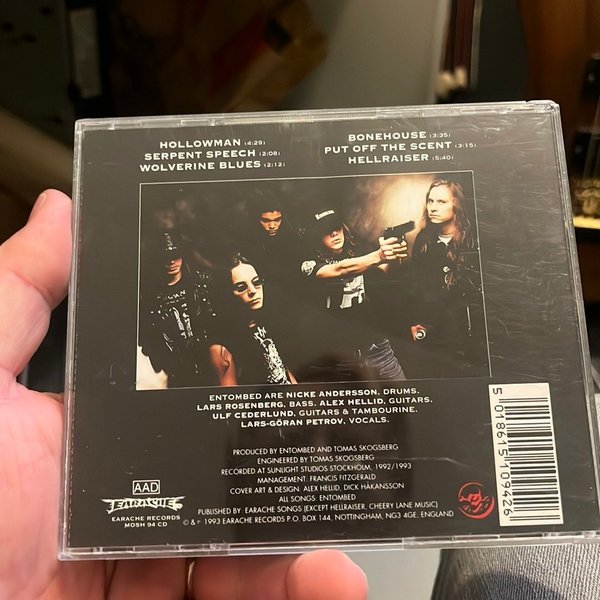 HOLLOWMAN (4:29)
SERPENT SPEECH (2:08)
WOLVERINE BLUES (2:12)
BONEHOUSE (3:35)
PUT OFF THE SCENT (3:15)
HELLRAISER (5:40)
ENTOMBED ARE NICKE ANDERSSON, DRUMS.
LARS ROSENBERG, BASS. ALEX HELLID, GUITARS.
ULF CEDERLUND, GUITARS & TAMBOURINE.
LARS-GÖRAN PETROV, VOCALS.
PRODUCED BY ENTOMBED AND TOMAS SKOGSBERG
ENGINEERED BY TOMAS SKOGSBERG
RECORDED AT SUNLIGHT STUDIOS STOCKHOLM, 1992/1993
MANAGEMENT: FRANCIS FITZGERALD
COVER ART & DESIGN: ALEX HELLID, DICK HÅKANSSON
ALL SONGS: ENTOMBED
PUBLISHED BY: EARACHE SONGS (EXCEPT HELLRAISER, CHERRY LANE MUSIC)
© & ℗ 1993 EARACHE RECORDS P.O. BOX 144, NOTTINGHAM, NG3 4GE. ENGLAND
AAD
EARACHE
EARACHE RECORDS
MOSH 94 CD
5 018615 109426